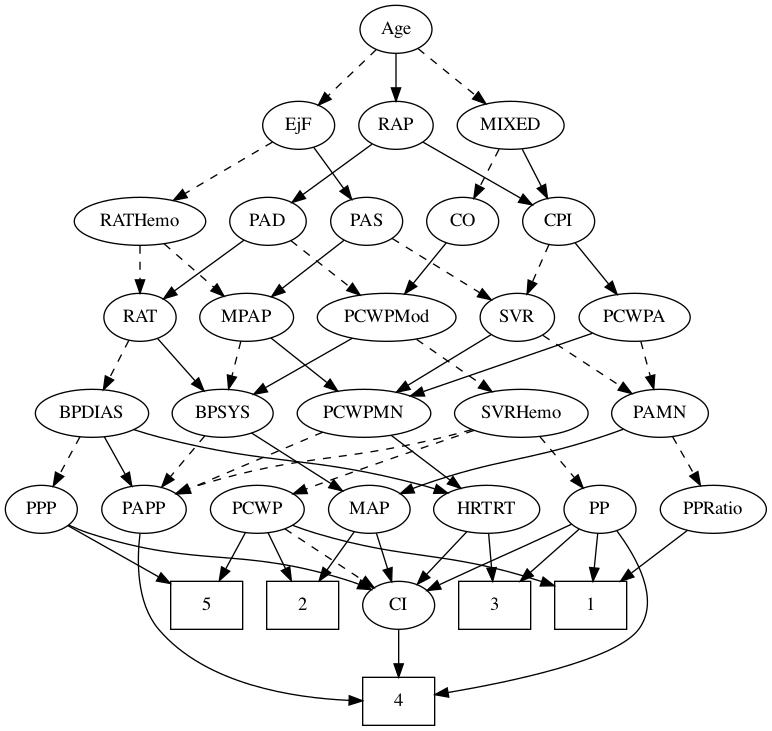 Age
EjF RAP MIXED
RATHemo PAD PAS CO CPI
RAT MPAP PCWPMod SVR PCWPA
BPDIAS BPSYS PCWPMN SVRHemo PAMN
PPP PAPP PCWP MAP HRTRT PP PPRatio
5 2 CI 3 1
4